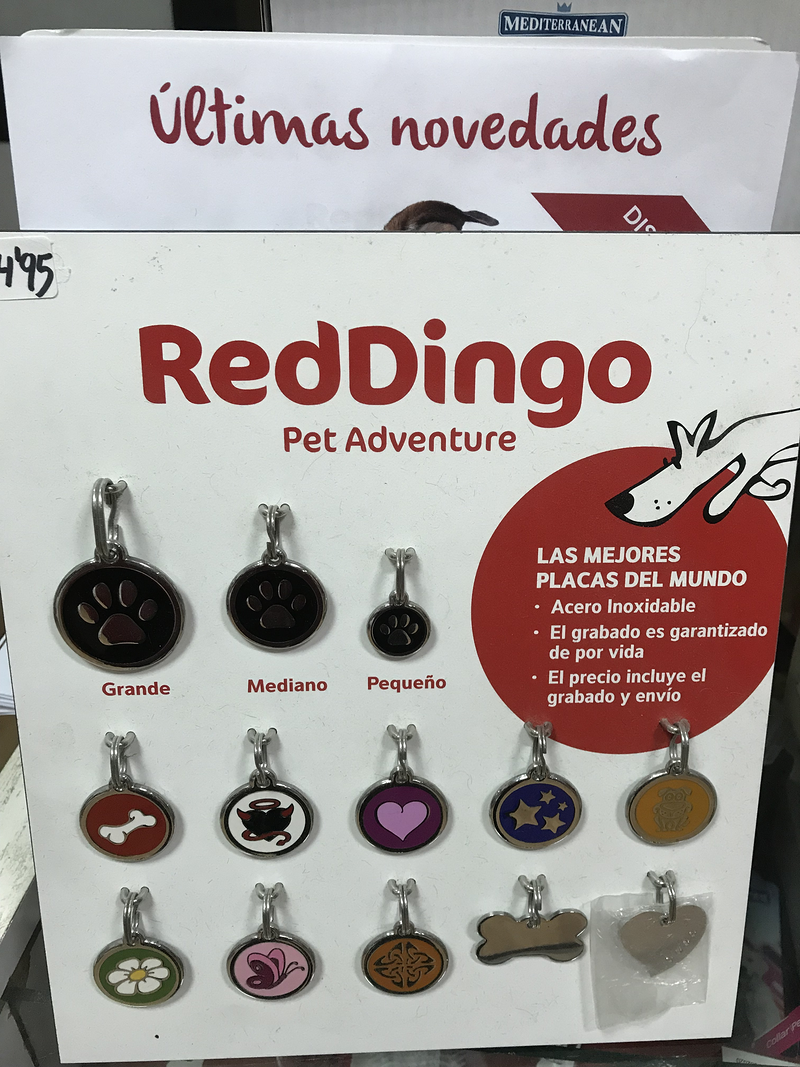 MEDITERRANEAN
Últimas novedades
4'95
RedDingo
Pet Adventure
LAS MEJORES
PLACAS DEL MUNDO
· Acero Inoxidable
· El grabado es garantizado
de por vida
· El precio incluye el
grabado y envío
Grande
Mediano
Pequeño